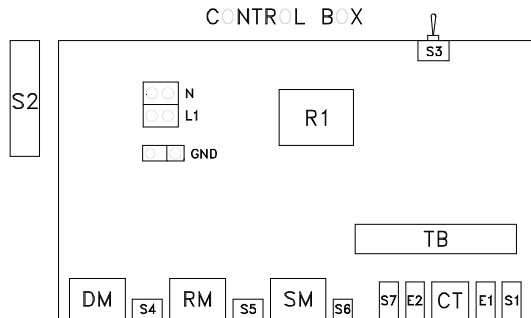 CONTROL BOX
S3
S2
N
L1
R1
GND
TB
DM
S4
RM
S5
SM
S6
S7
E2
CT
E1
S1